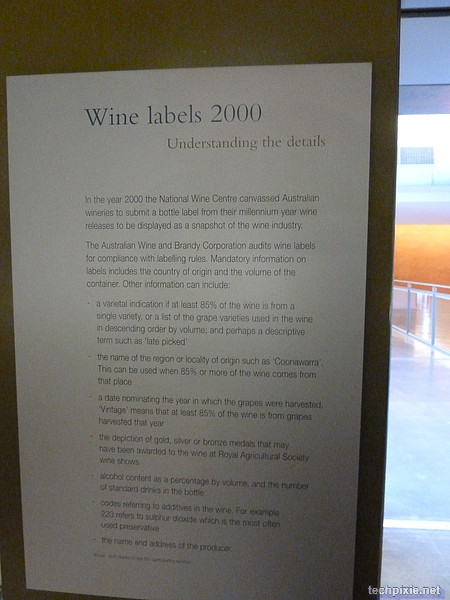 Wine labels 2000
Understanding the details
In the year 2000 the National Wine Centre canvassed Australian
wineries to submit a bottle label from their millennium year wine
releases to be displayed as a snapshot of the wine industry.
The Australian Wine and Brandy Corporation audits wine labels
for compliance with labelling rules. Mandatory information on
labels includes the country of origin and the volume of the
container. Other information can include:
- a varietal indication if at least 85% of the wine is from a
single variety, or a list of the grape varieties used in the wine
in descending order by volume; and perhaps a descriptive
term such as 'late picked'
- the name of the region or locality of origin such as 'Coonawarra'.
This can be used when 85% or more of the wine comes from
that place
- a date nominating the year in which the grapes were harvested.
'Vintage' means that at least 85% of the wine is from grapes
harvested that year
- the depiction of gold, silver or bronze medals that may
have been awarded to the wine at Royal Agricultural Society
wine shows
- alcohol content as a percentage by volume, and the number
of standard drinks in the bottle
- codes referring to additives in the wine. For example
223 refers to sulphur dioxide which is the most often
used preservative
- the name and address of the producer.
techpixie.net